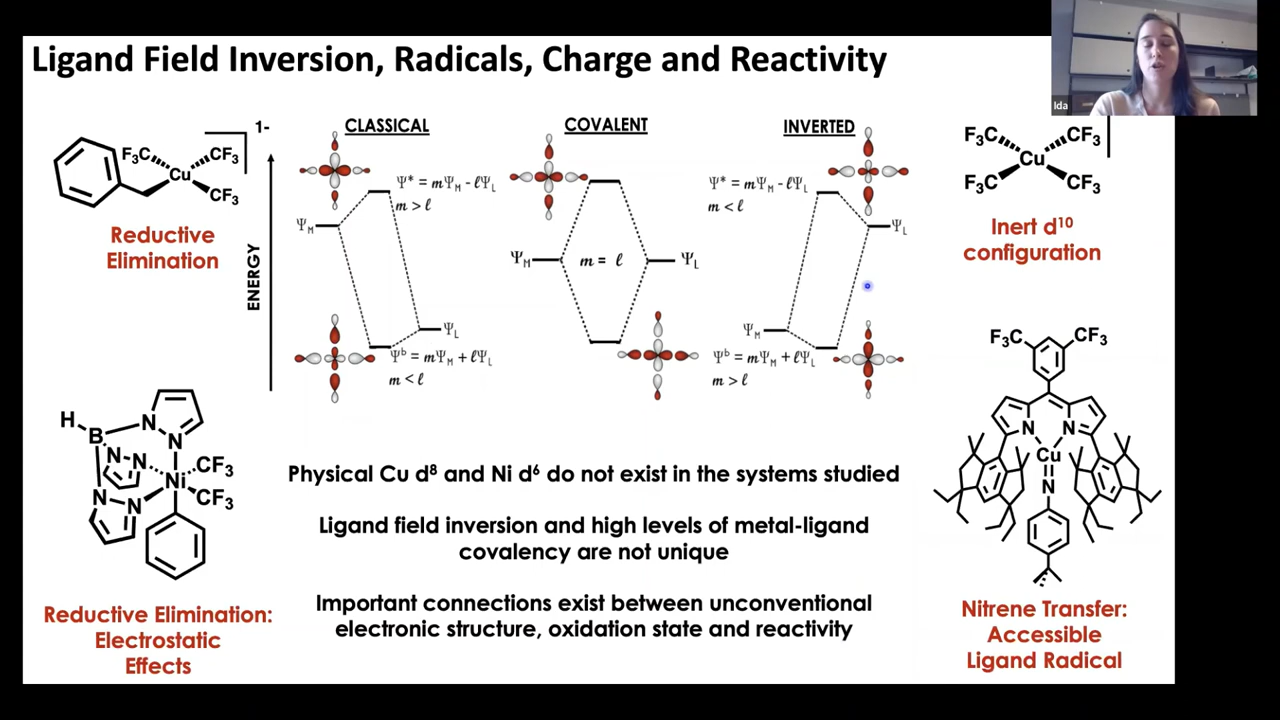 Ligand Field Inversion, Radicals, Charge and Reactivity
Ida
1-
F₃C
CF₃
Cu
CF₃
Reductive
Elimination
ENERGY
CLASSICAL
Ψ* = mΨM - ℓΨL
m > ℓ
ΨM
ΨL
Ψᵇ = mΨM + ℓΨL
m < ℓ
COVALENT
ΨM
m = ℓ
ΨL
INVERTED
Ψ* = mΨM - ℓΨL
m < ℓ
ΨL
ΨM
Ψᵇ = mΨM + ℓΨL
m > ℓ
F₃C
CF₃
Cu
F₃C
CF₃
Inert d¹⁰
configuration
H
B
N
N
N
N
N
N
Ni
CF₃
CF₃
Reductive Elimination:
Electrostatic
Effects
Physical Cu d⁸ and Ni d⁶ do not exist in the systems studied
Ligand field inversion and high levels of metal-ligand
covalency are not unique
Important connections exist between unconventional
electronic structure, oxidation state and reactivity
F₃C
CF₃
N
N
Cu
N
Nitrene Transfer:
Accessible
Ligand Radical